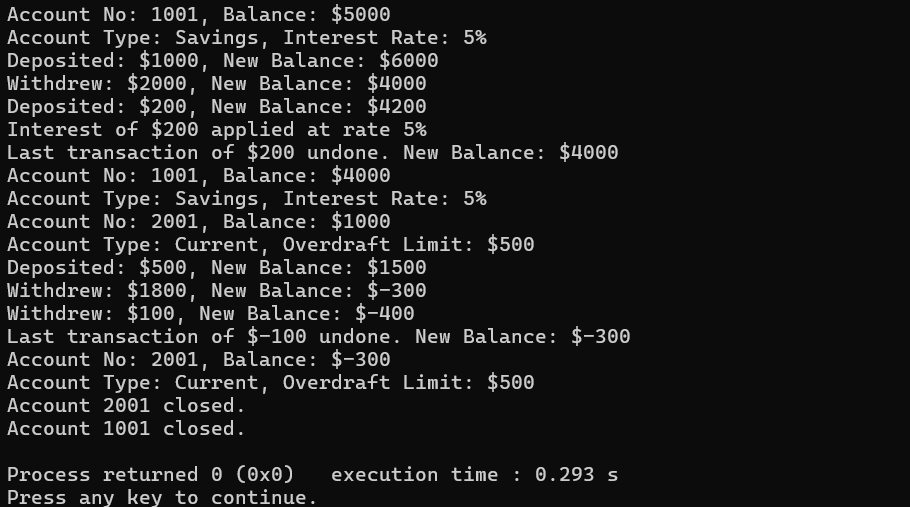 Account No: 1001, Balance: $5000
Account Type: Savings, Interest Rate: 5%
Deposited: $1000, New Balance: $6000
Withdrew: $2000, New Balance: $4000
Deposited: $200, New Balance: $4200
Interest of $200 applied at rate 5%
Last transaction of $200 undone. New Balance: $4000
Account No: 1001, Balance: $4000
Account Type: Savings, Interest Rate: 5%
Account No: 2001, Balance: $1000
Account Type: Current, Overdraft Limit: $500
Deposited: $500, New Balance: $1500
Withdrew: $1800, New Balance: $-300
Withdrew: $100, New Balance: $-400
Last transaction of $-100 undone. New Balance: $-300
Account No: 2001, Balance: $-300
Account Type: Current, Overdraft Limit: $500
Account 2001 closed.
Account 1001 closed.
Process returned 0 (0x0)   execution time : 0.293 s
Press any key to continue.